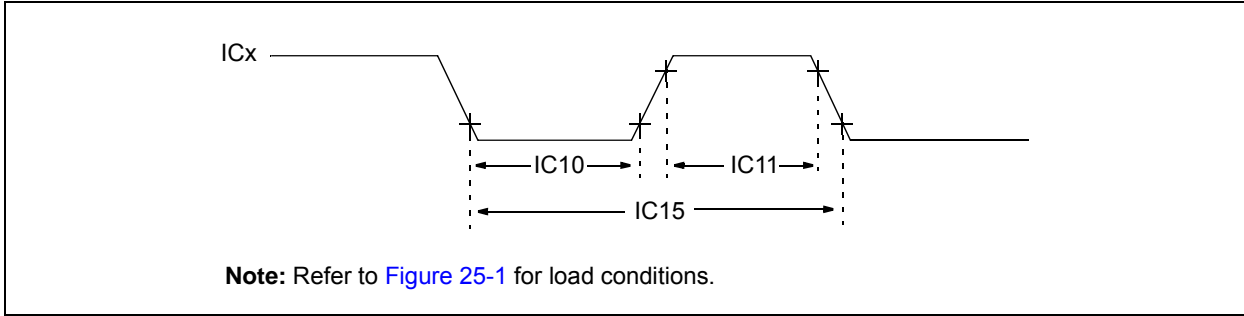 ICx
IC10
IC11
IC15
Note: Refer to Figure 25-1 for load conditions.